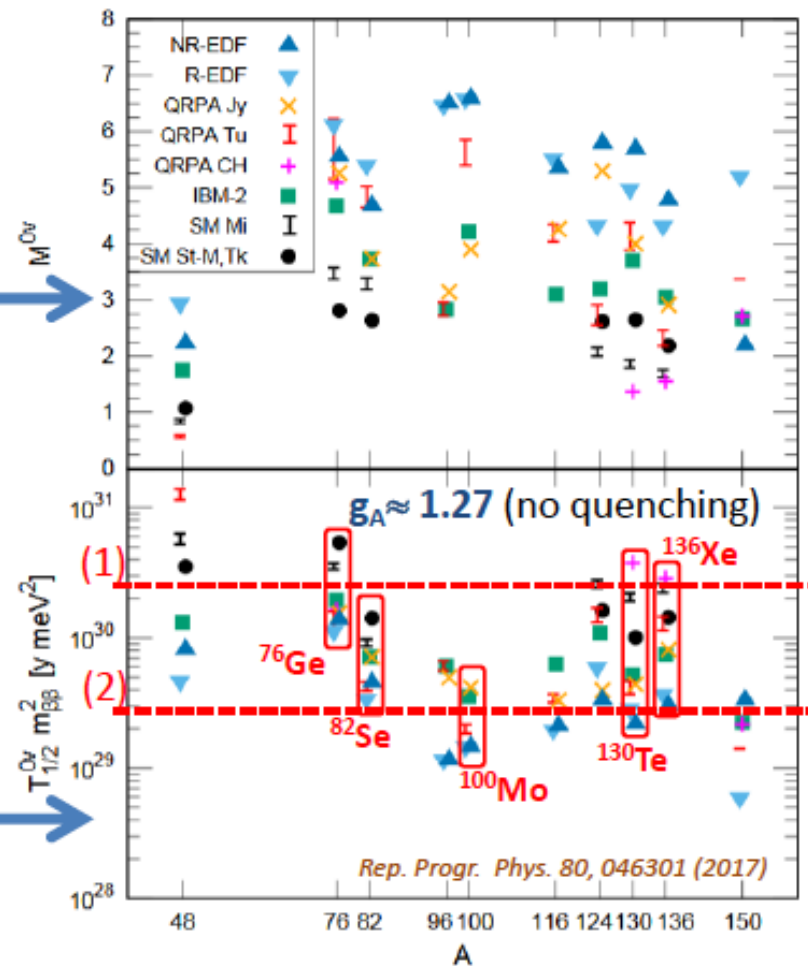 8
7
6
5
4
3
2
1
0
M⁰ᵛ
NR-EDF
R-EDF
QRPA Jy
QRPA Tu
QRPA CH
IBM-2
SM Mi
SM St-M,Tk
10³¹
10³⁰
10²⁹
10²⁸
T₁/₂⁰ᵛ m²ββ [y meV²]
gA≈ 1.27 (no quenching)
(1)
(2)
⁷⁶Ge
⁸²Se
¹⁰⁰Mo
¹³⁰Te
¹³⁶Xe
Rep. Progr. Phys. 80, 046301 (2017)
48 76 82 96 100 116 124 130 136 150
A